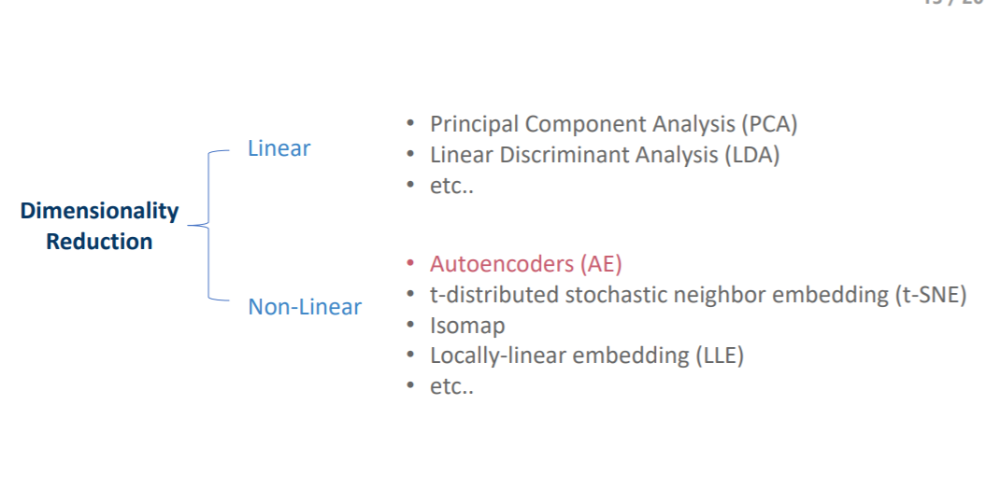 Dimensionality
Reduction
Linear
• Principal Component Analysis (PCA)
• Linear Discriminant Analysis (LDA)
• etc..
Non-Linear
• Autoencoders (AE)
• t-distributed stochastic neighbor embedding (t-SNE)
• Isomap
• Locally-linear embedding (LLE)
• etc..